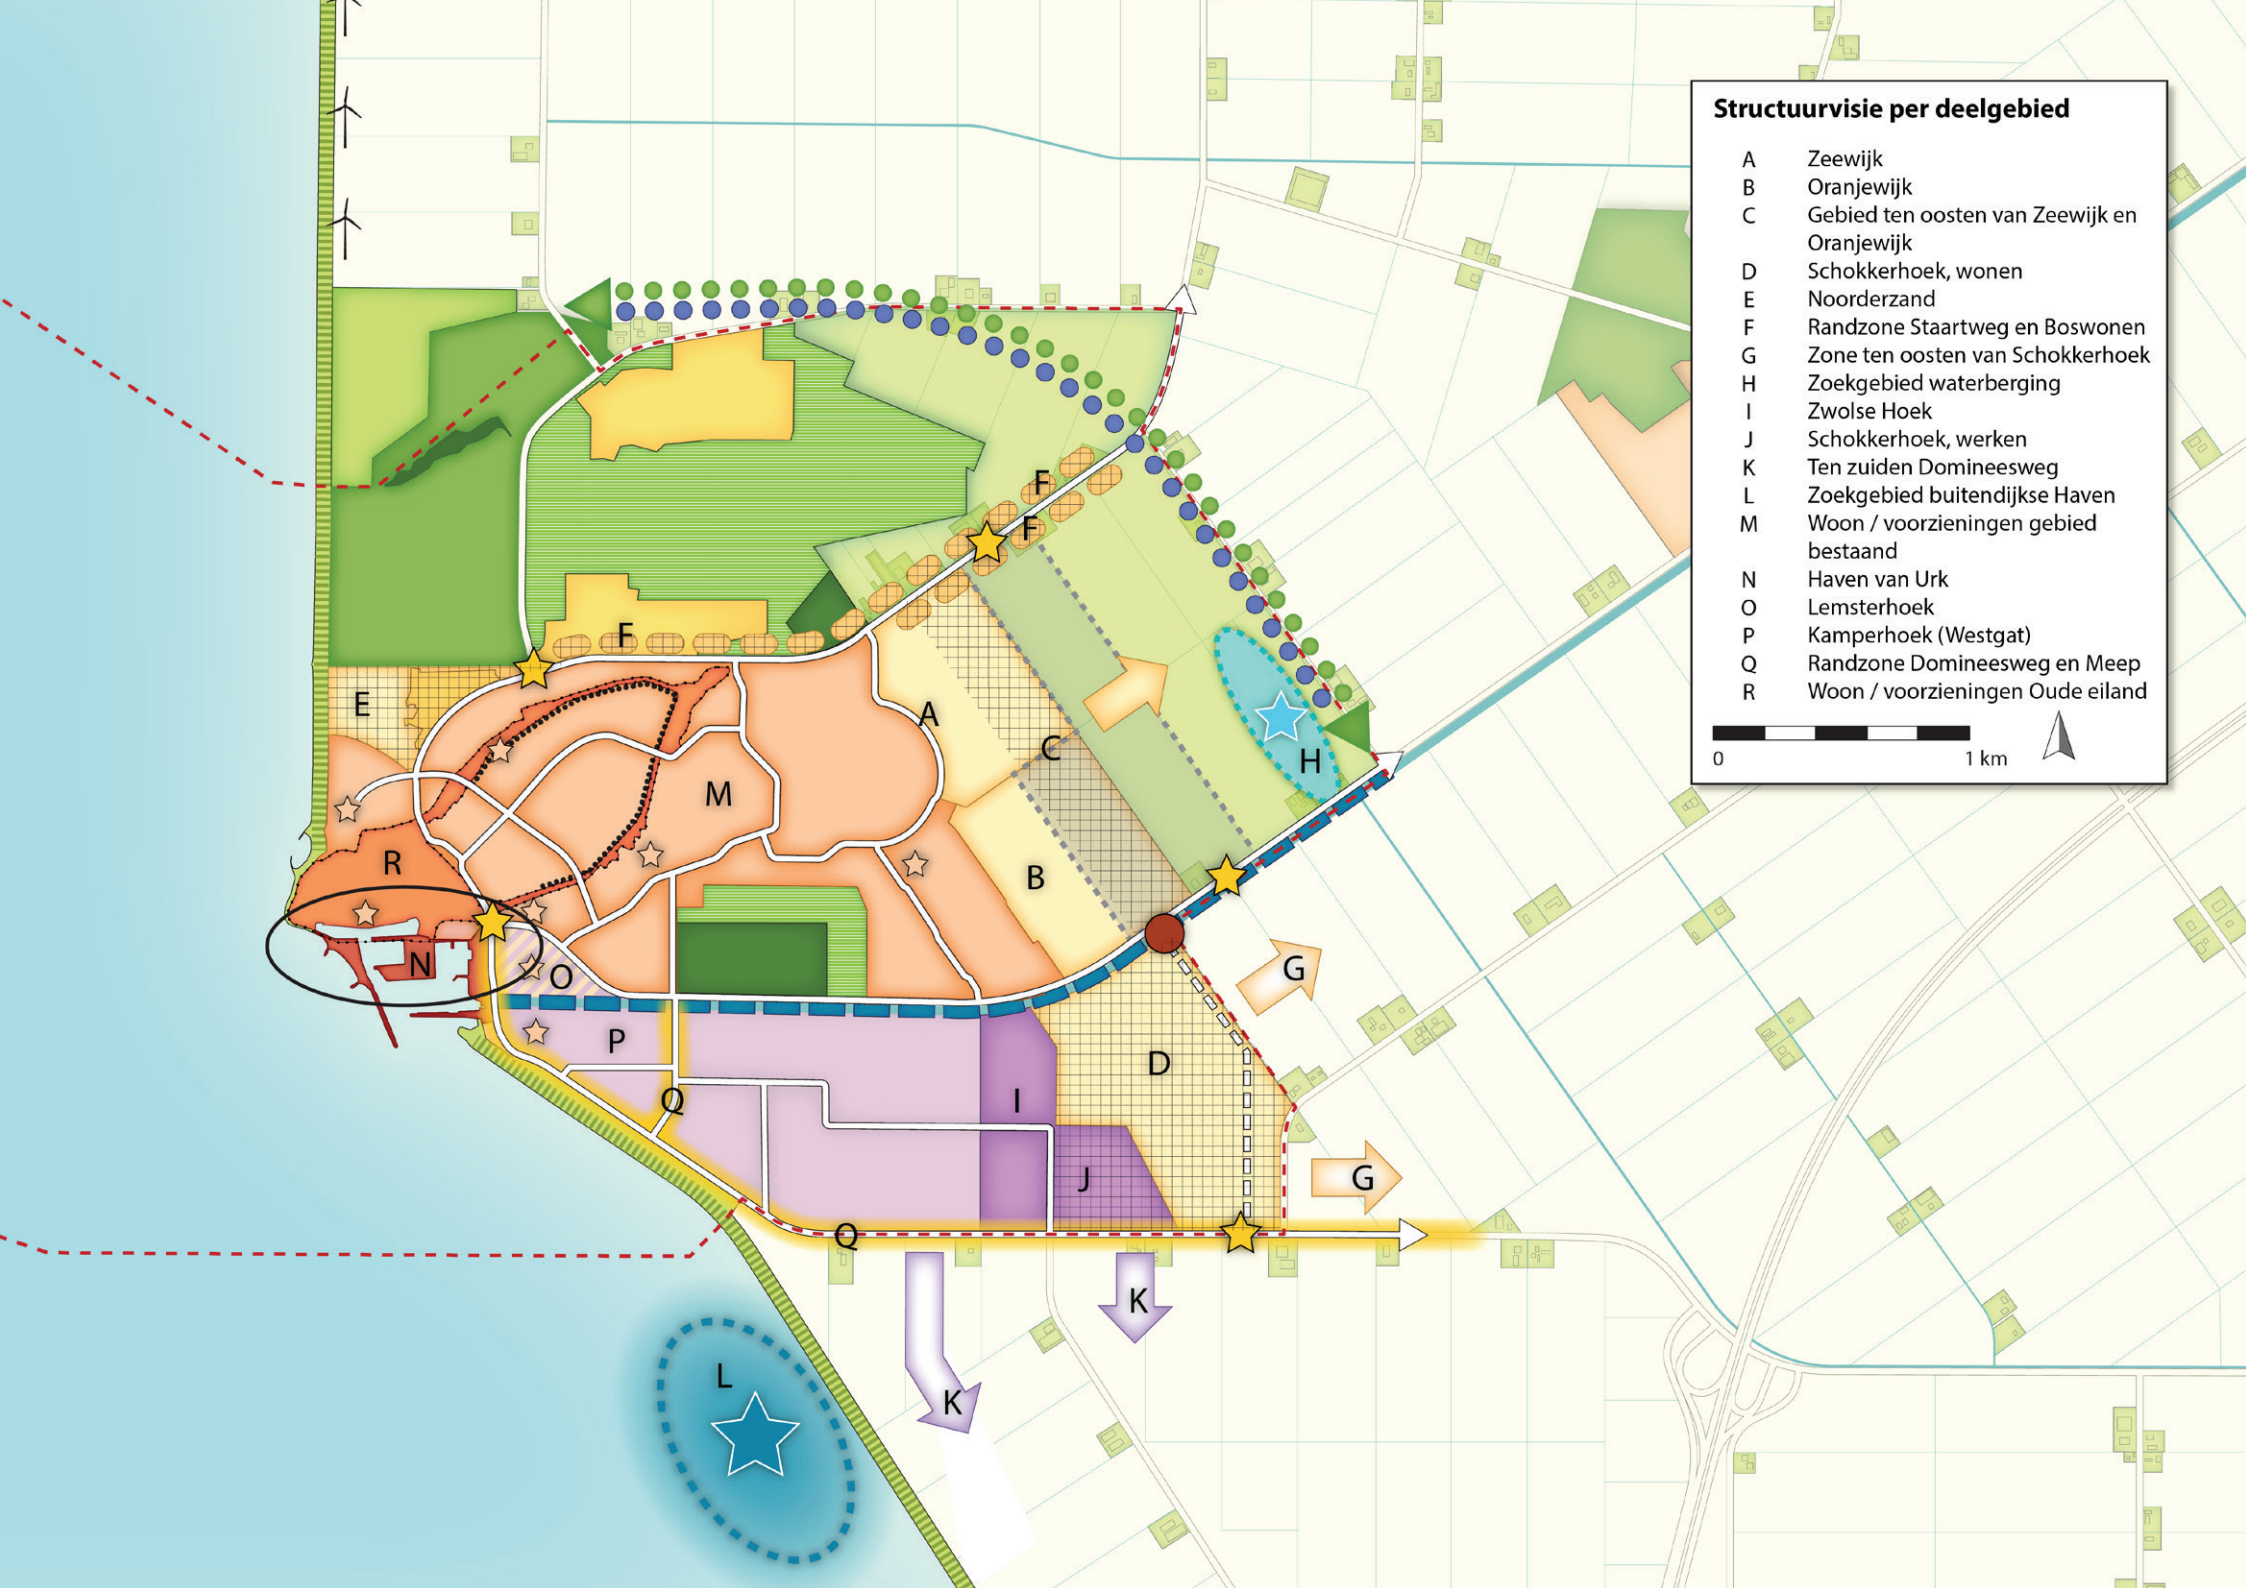 Structuurvisie per deelgebied
A Zeewijk
B Oranjewijk
C Gebied ten oosten van Zeewijk en
Oranjewijk
D Schokkerhoek, wonen
E Noorderzand
F Randzone Staartweg en Boswonen
G Zone ten oosten van Schokkerhoek
H Zoekgebied waterberging
I Zwolse Hoek
J Schokkerhoek, werken
K Ten zuiden Domineesweg
L Zoekgebied buitendijkse Haven
M Woon / voorzieningen gebied
bestaand
N Haven van Urk
O Lemsterhoek
P Kamperhoek (Westgat)
Q Randzone Domineesweg en Meep
R Woon / voorzieningen Oude eiland
0 1 km
F
F
F
E
A
C
H
M
R
B
N
O
G
P
D
Q
I
J
G
Q
K
L
K